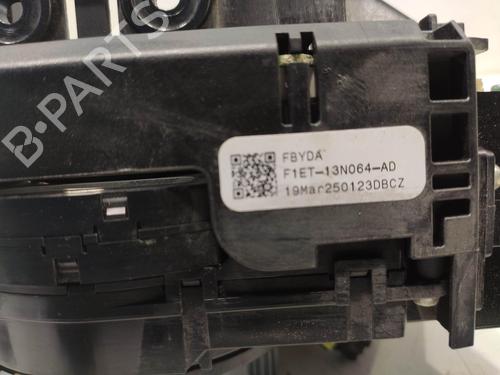 B-PARTS
FBYDA
F1ET-13N064-AD
19Mar250123DBCZ